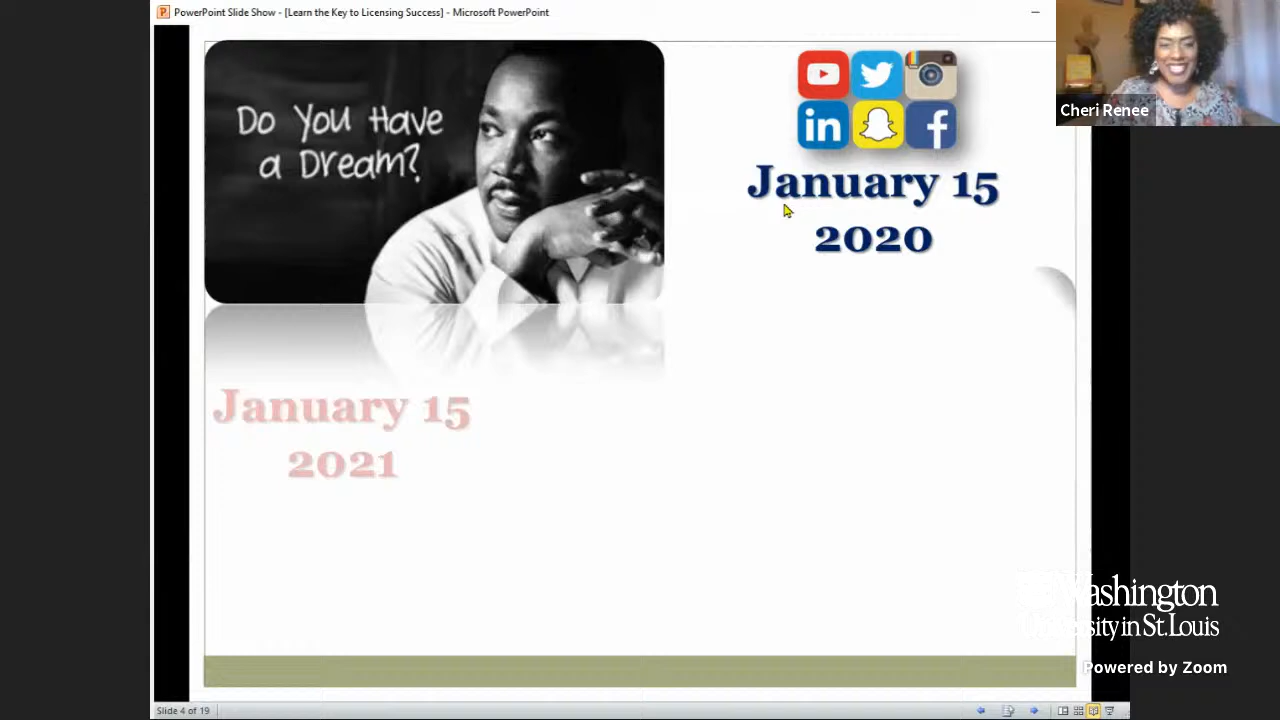 PowerPoint Slide Show - [Learn the Key to Licensing Success] - Microsoft PowerPoint
Cheri Renee
Do You Have
a Dream?
in
f
January 15
2020
January 15
2021
Washington
University in St. Louis
Powered by Zoom
Slide 4 of 19